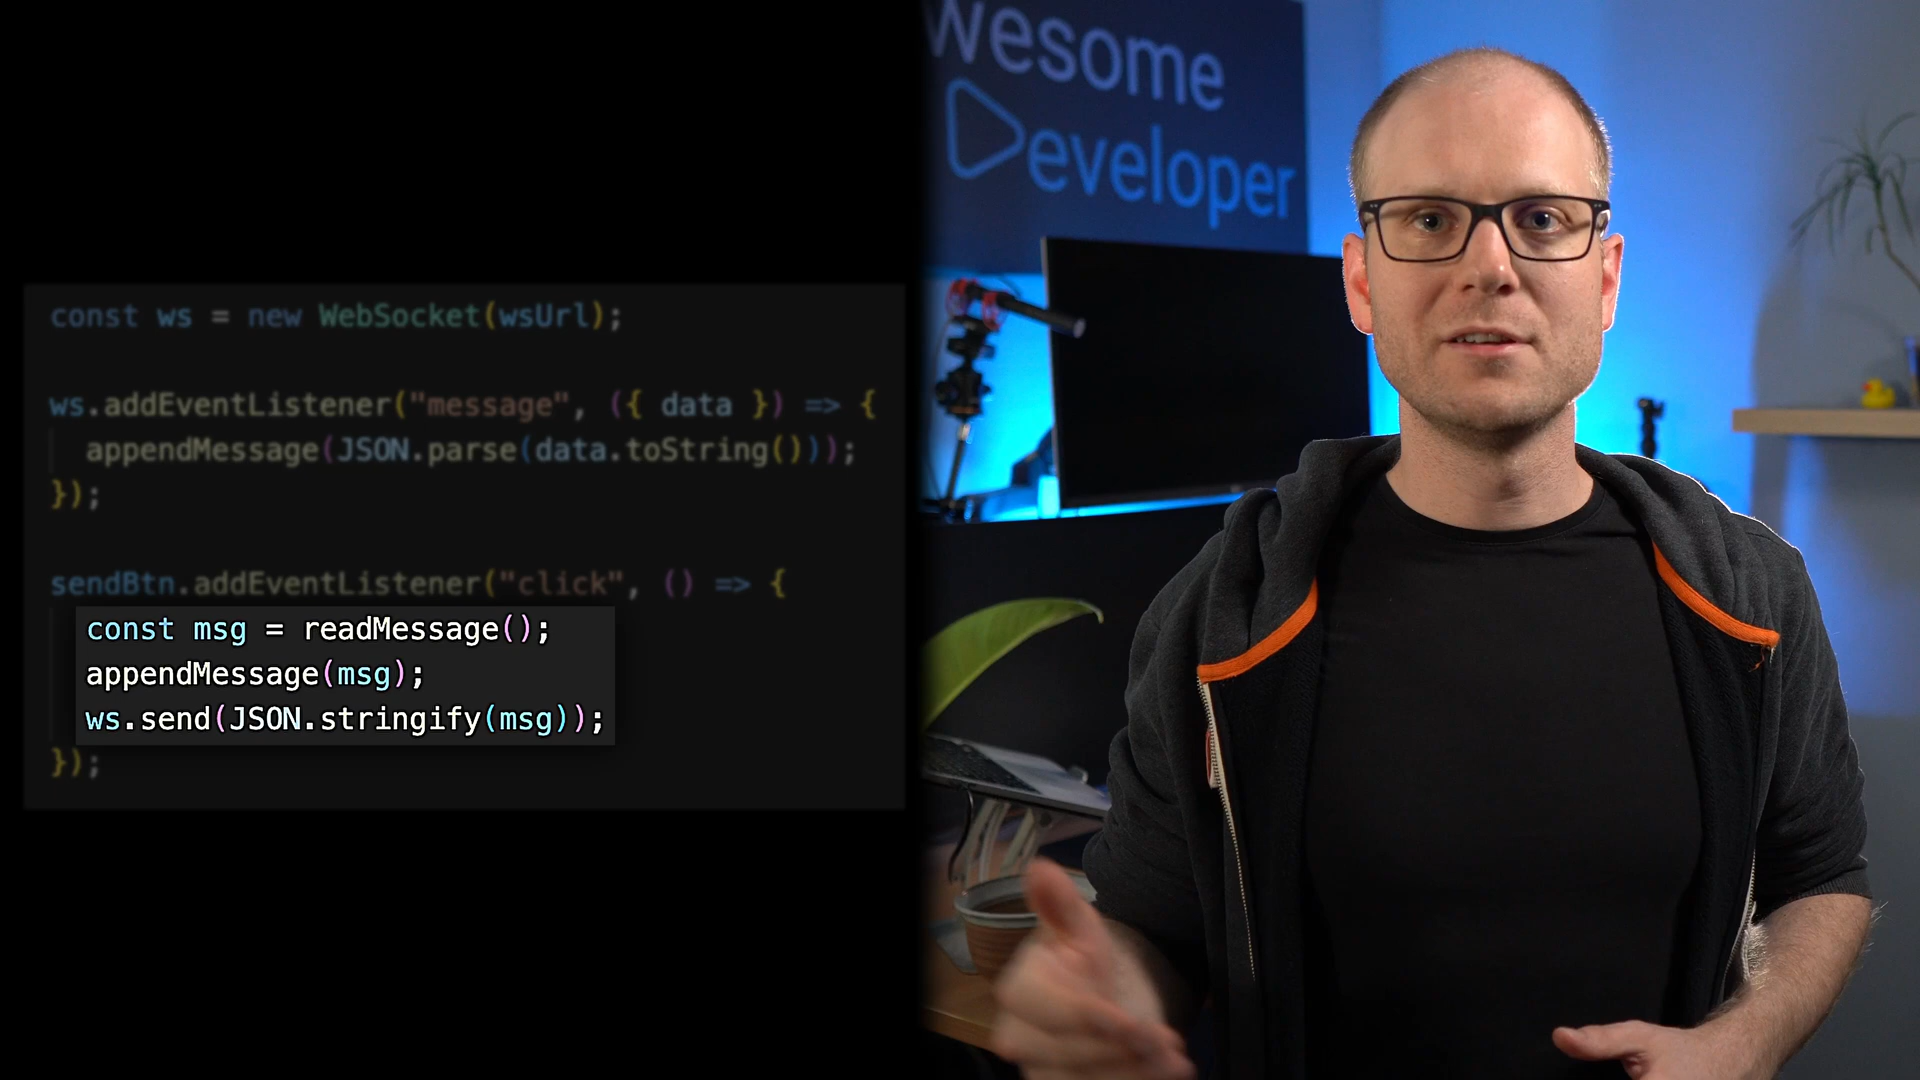 const ws = new WebSocket(wsUrl);
ws.addEventListener("message", ({ data }) => {
appendMessage(JSON.parse(data.toString()));
});
sendBtn.addEventListener("click", () => {
const msg = readMessage();
appendMessage(msg);
ws.send(JSON.stringify(msg));
});
wesome
eveloper